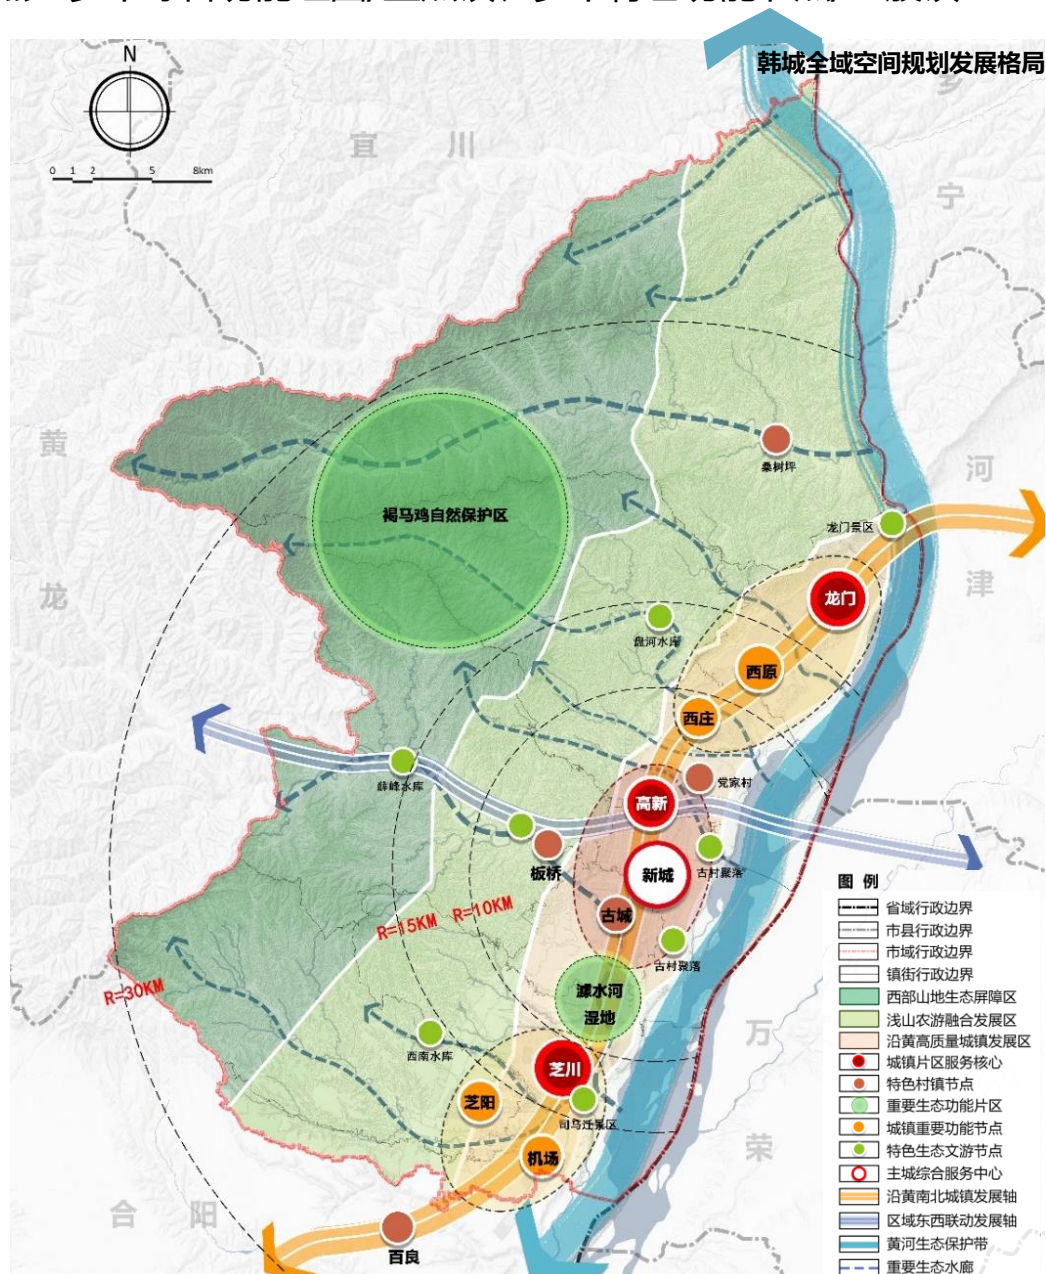 韩城全域空间规划发展格局
N
0 1 2 5 8km
宜 川
乡
宁
黄
龙
河
津
褐马鸡自然保护区
桑树坪
龙门景区
龙门
盘河水库
西原
西庄
党家村
薛峰水库
高新
板桥
新城
古村聚落
古城
古村聚落
R=15KM
R=10KM
R=30KM
濂水河
湿地
西南水库
芝川
芝阳
司马迁景区
机场
百良
合 阳
万
荣
图 例
省域行政边界
市县行政边界
市域行政边界
镇街行政边界
西部山地生态屏障区
浅山农游融合发展区
沿黄高质量城镇发展区
城镇片区服务核心
特色村镇节点
重要生态功能片区
城镇重要功能节点
特色生态文游节点
主城综合服务中心
沿黄南北城镇发展轴
区域东西联动发展轴
黄河生态保护带
重要生态水廊